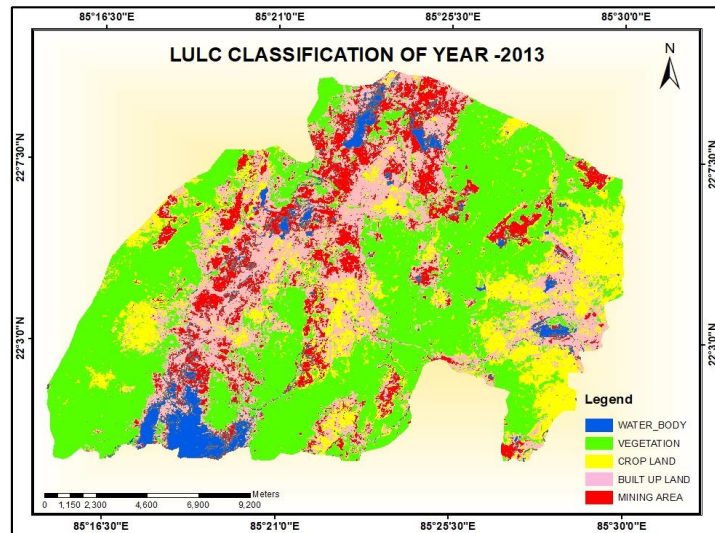 85°16'30"E 85°21'0"E 85°25'30"E 85°30'0"E
LULC CLASSIFICATION OF YEAR -2013
N
22°7'30"N 22°7'30"N
22°3'0"N 22°3'0"N
Legend
WATER_BODY
VEGETATION
CROP LAND
BUILT UP LAND
MINING AREA
Meters
0 1,150 2,300 4,600 6,900 9,200
85°16'30"E 85°21'0"E 85°25'30"E 85°30'0"E